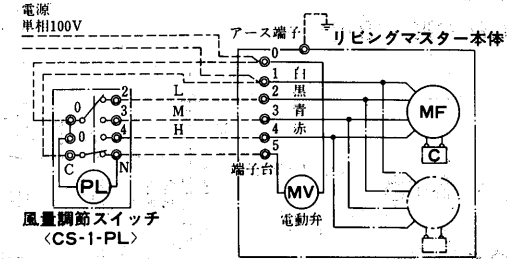 電源
単相100V
アース端子
リビングマスター本体
0
1 白
2 黒
3 青
4 赤
5
端子台
L
M
H
N
0
0
C
2
3
4
PL
MF
C
MV
電動弁
風量調節スイッチ
〈CS-1-PL〉